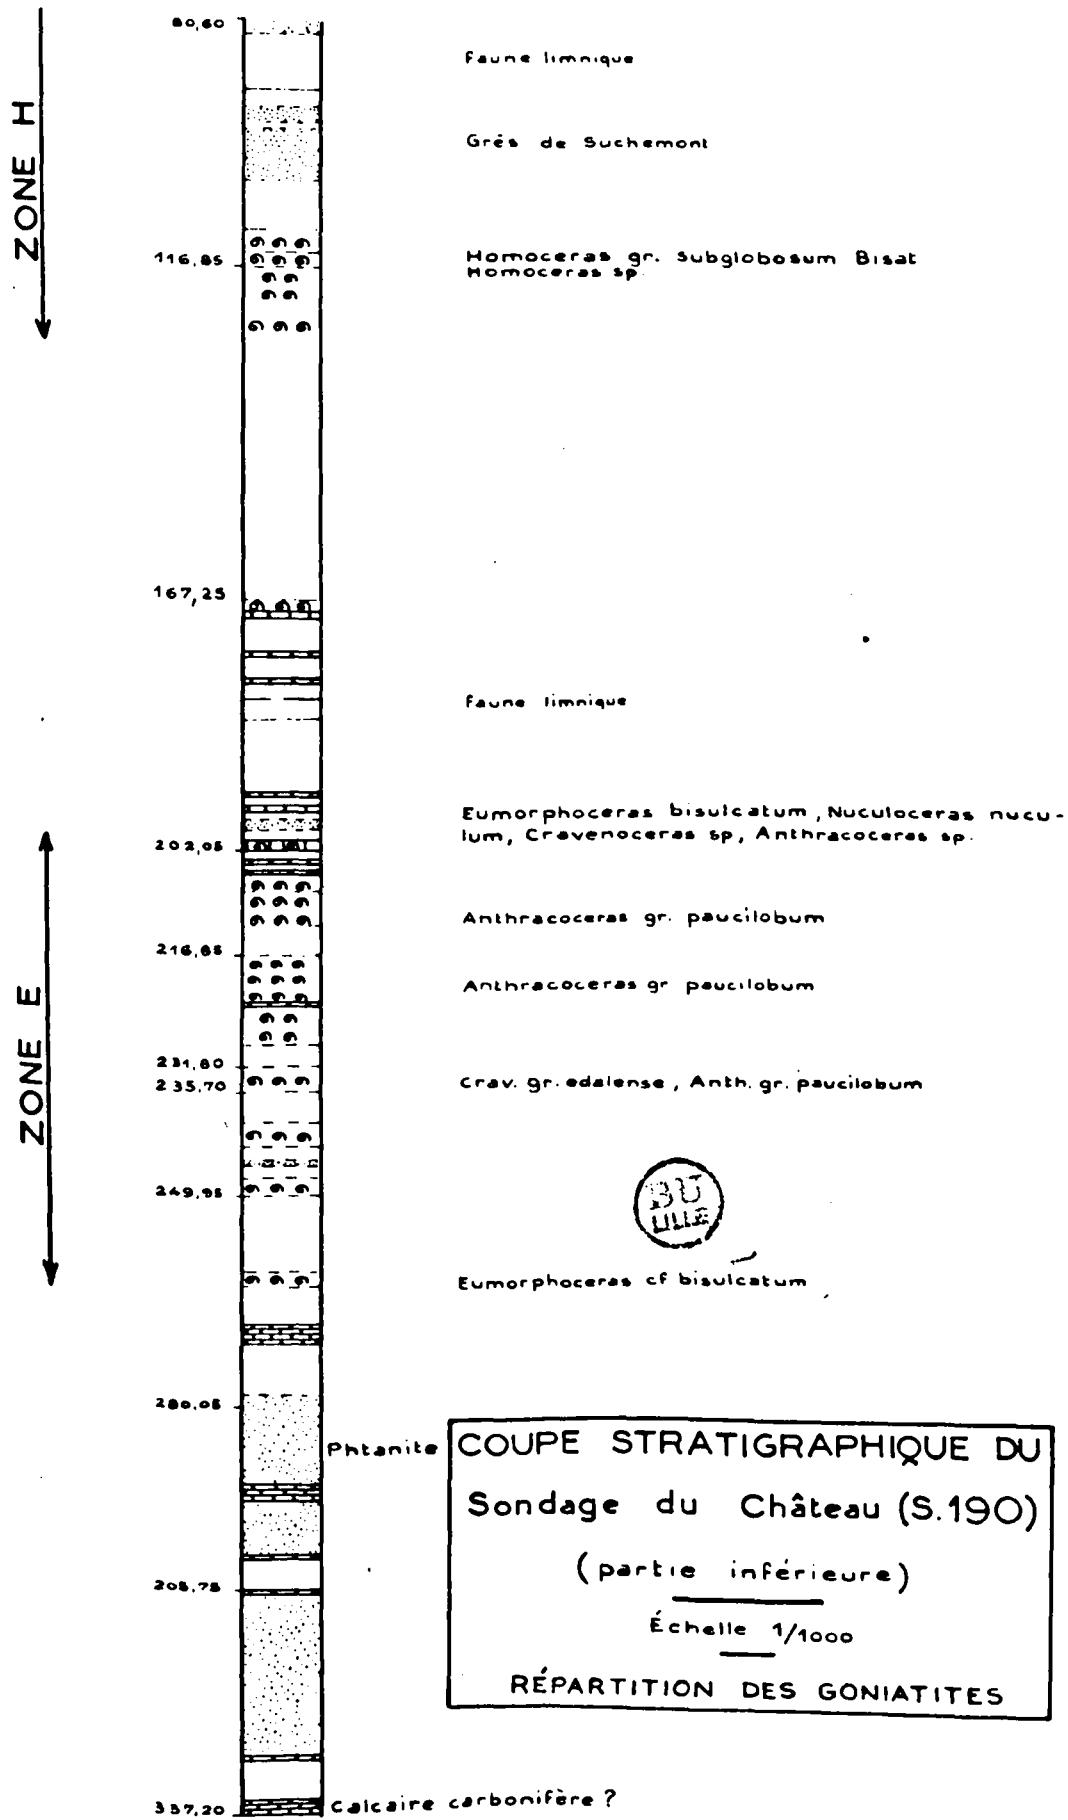 80,60
Faune limnique
ZONE H
Grès de Suchemont
116,85
Homoceras gr. subglobosum Bisat
Homoceras sp.
167,25
Faune limnique
Eumorphoceras bisulcatum, Nuculoceras nucu-
lum, Cravenoceras sp, Anthracoceras sp.
202,05
Anthracoceras gr. paucilobum
216,85
Anthracoceras gr paucilobum
ZONE E
231,80
235,70
Crav. gr. edalense, Anth. gr. paucilobum
249,95
BU
LILLE
Eumorphoceras cf bisulcatum
280,05
Phtanite
COUPE STRATIGRAPHIQUE DU
Sondage du Château (S.190)
(partie inférieure)
Échelle 1/1000
RÉPARTITION DES GONIATITES
205,75
337,20
Calcaire carbonifère ?